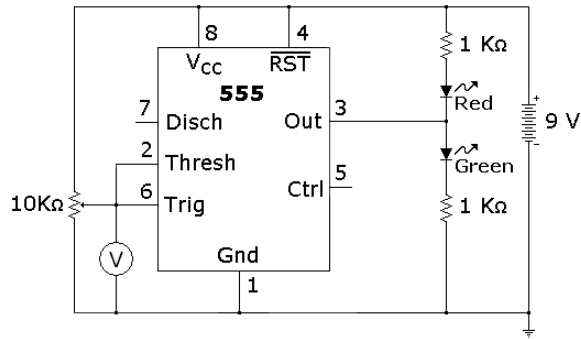 8
4
1 KΩ
VCC
RST
555
7
3
Red
Disch
Out
9 V
2
Thresh
Green
5
6
Ctrl
10KΩ
Trig
1 KΩ
V
Gnd
1
+
-